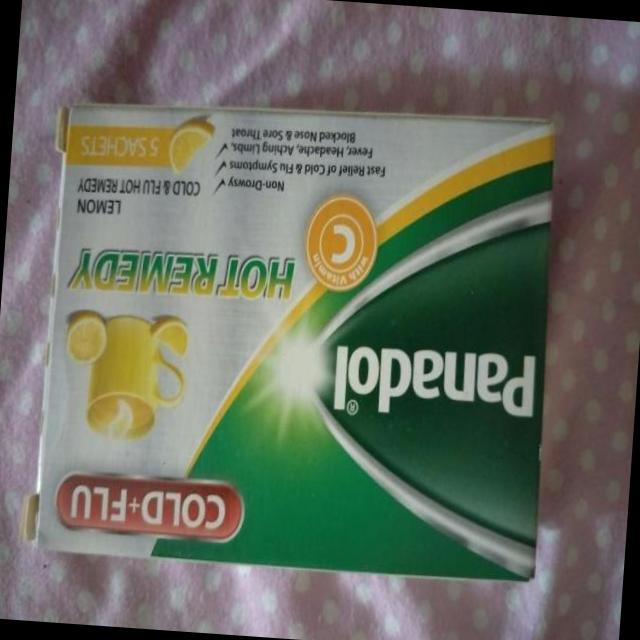 Panadol®
COLD+FLU
HOT REMEDY
with Vitamin
C
LEMON
COLD & FLU HOT REMEDY
5 SACHETS
Non-Drowsy ✓
Fast Relief of Cold & Flu Symptoms ✓
Fever, Headache, Aching Limbs, ✓
Blocked Nose & Sore Throat